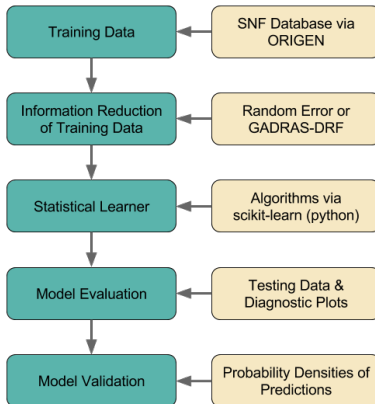 Training Data
SNF Database via
ORIGEN
Information Reduction
of Training Data
Random Error or
GADRAS-DRF
Statistical Learner
Algorithms via
scikit-learn (python)
Model Evaluation
Testing Data &
Diagnostic Plots
Model Validation
Probability Densities of
Predictions